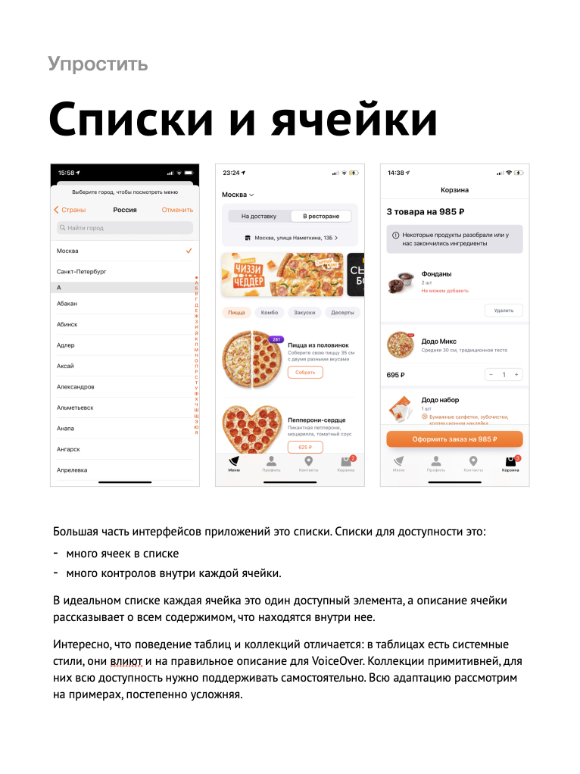 Упростить
Списки и ячейки
15:58
Выберите город, чтобы посмотреть меню
Страны
Россия
Отменить
Найти город
Москва
Санкт-Петербург
А
Абакан
Абинск
Адлер
Аксай
Александров
Альметьевск
Анапа
Ангарск
Апрелевка
23:24
Москва
На доставку
В ресторане
Москва, улица Наметкина, 13Б >
ЧИЗЗИ
ЧЕДДЕР
Пицца
Комбо
Закуски
Десерты
Пицца из половинок
Соберите свою пиццу 35 см
с двумя разными вкусами
Собрать
Пепперони-сердце
Пикантная пепперони,
моцарелла, томатный соус
625 ₽
Меню
Профиль
Контакты
Корзина
14:38
Корзина
3 товара на 985 ₽
Некоторые продукты разобрали или у
нас закончились ингредиенты
Фонданы
2 шт
Не можем добавить
Удалить
Додо Микс
Средняя 30 см, традиционное тесто
695 ₽
- 1 +
Додо набор
1 шт
Бумажные салфетки, зубочистки,
Оформить заказ на 985 ₽
Меню
Профиль
Контакты
Корзина
Большая часть интерфейсов приложений это списки. Списки для доступности это:
- много ячеек в списке
- много контролов внутри каждой ячейки.
В идеальном списке каждая ячейка это один доступный элемента, а описание ячейки
рассказывает о всем содержимом, что находятся внутри нее.
Интересно, что поведение таблиц и коллекций отличается: в таблицах есть системные
стили, они влиют и на правильное описание для VoiceOver. Коллекции примитивней, для
них всю доступность нужно поддерживать самостоятельно. Всю адаптацию рассмотрим
на примерах, постепенно усложняя.